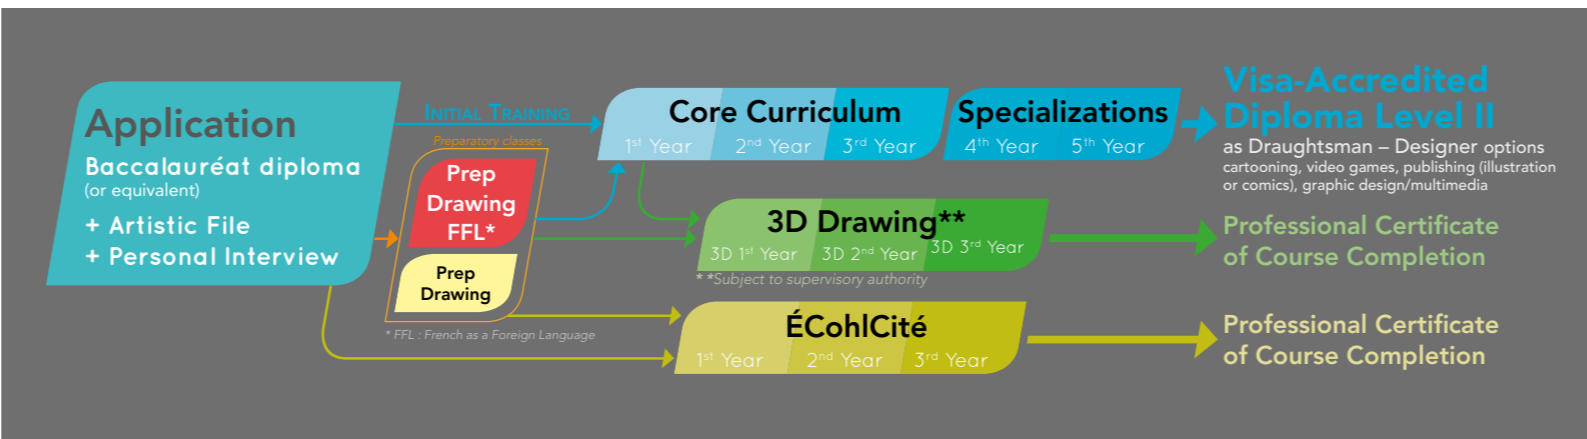 Application
Baccalauréat diploma
(or equivalent)
+ Artistic File
+ Personal Interview
INITIAL TRAINING
Preparatory classes
Prep
Drawing
FFL*
Prep
Drawing
* FFL : French as a Foreign Language
Core Curriculum
1st Year 2nd Year 3rd Year
Specializations
4th Year 5th Year
Visa-Accredited
Diploma Level II
as Draughtsman – Designer options
cartooning, video games, publishing (illustration
or comics), graphic design/multimedia
3D Drawing**
3D 1st Year 3D 2nd Year 3D 3rd Year
* *Subject to supervisory authority
Professional Certificate
of Course Completion
ÉCohlCité
1st Year 2nd Year 3rd Year
Professional Certificate
of Course Completion